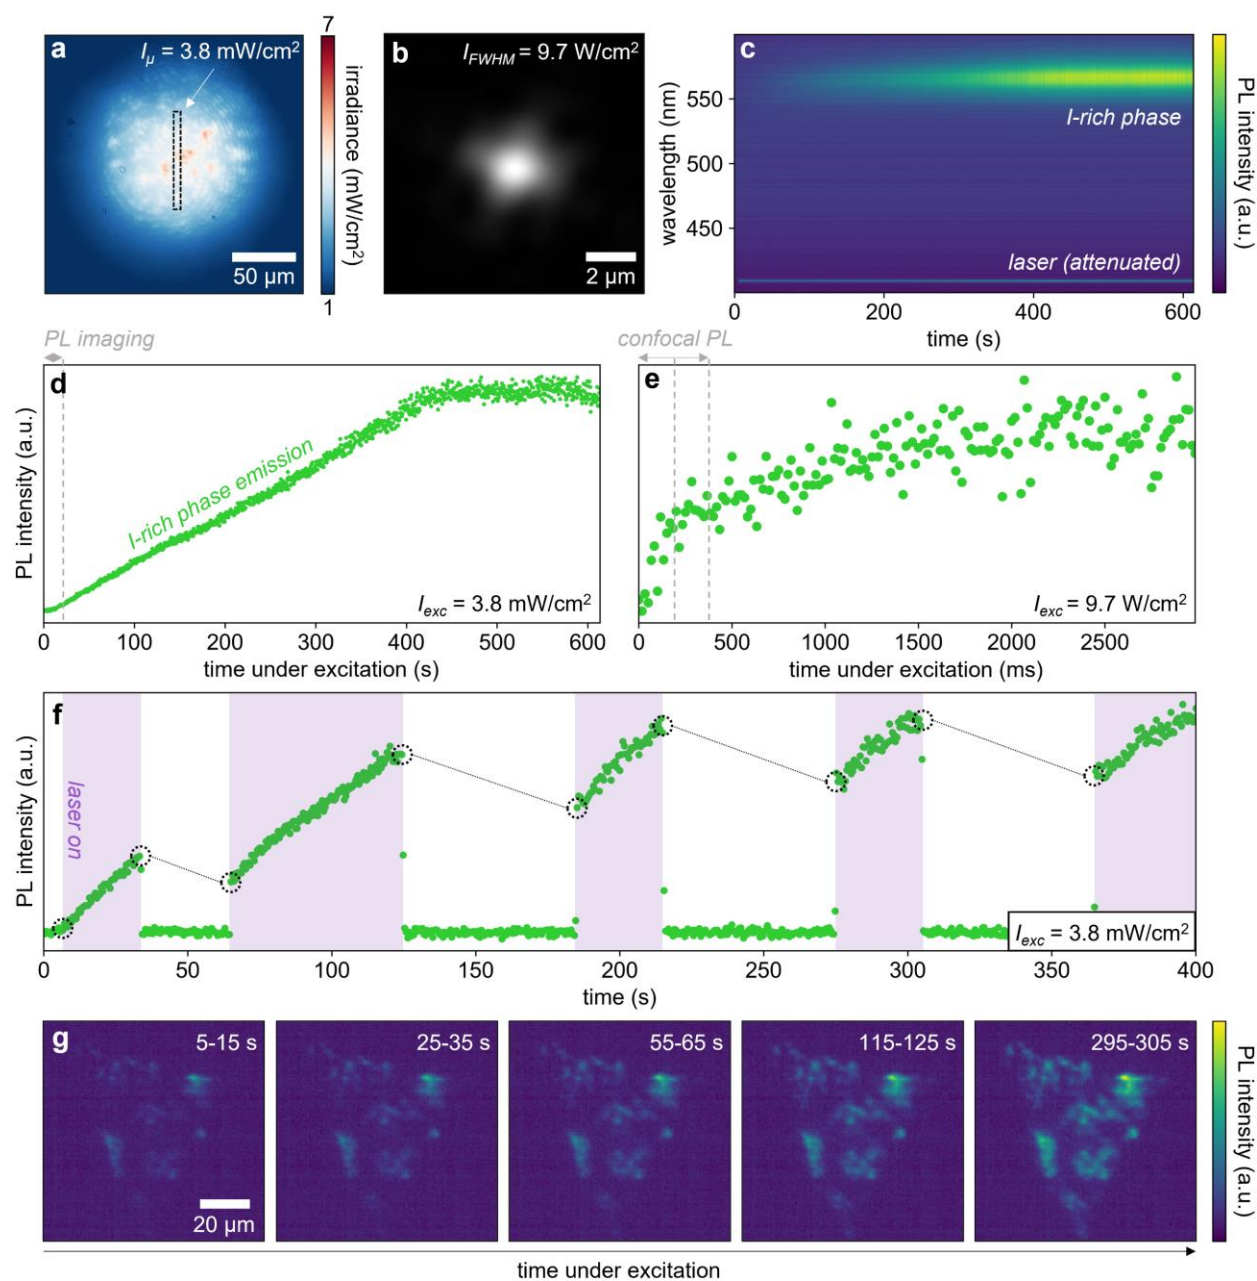 a
I_μ = 3.8 mW/cm²
50 μm
7
irradiance (mW/cm²)
1
b
I_FWHM = 9.7 W/cm²
2 μm
c
wavelength (nm)
550
500
450
I-rich phase
laser (attenuated)
0
200
400
600
time (s)
PL intensity (a.u.)
PL imaging
d
PL intensity (a.u.)
I-rich phase emission
I_exc = 3.8 mW/cm²
0
100
200
300
400
500
600
time under excitation (s)
confocal PL
e
I_exc = 9.7 W/cm²
0
500
1000
1500
2000
2500
time under excitation (ms)
f
PL intensity (a.u.)
laser on
I_exc = 3.8 mW/cm²
0
50
100
150
200
250
300
350
400
time (s)
g
5-15 s
20 μm
25-35 s
55-65 s
115-125 s
295-305 s
PL intensity (a.u.)
time under excitation